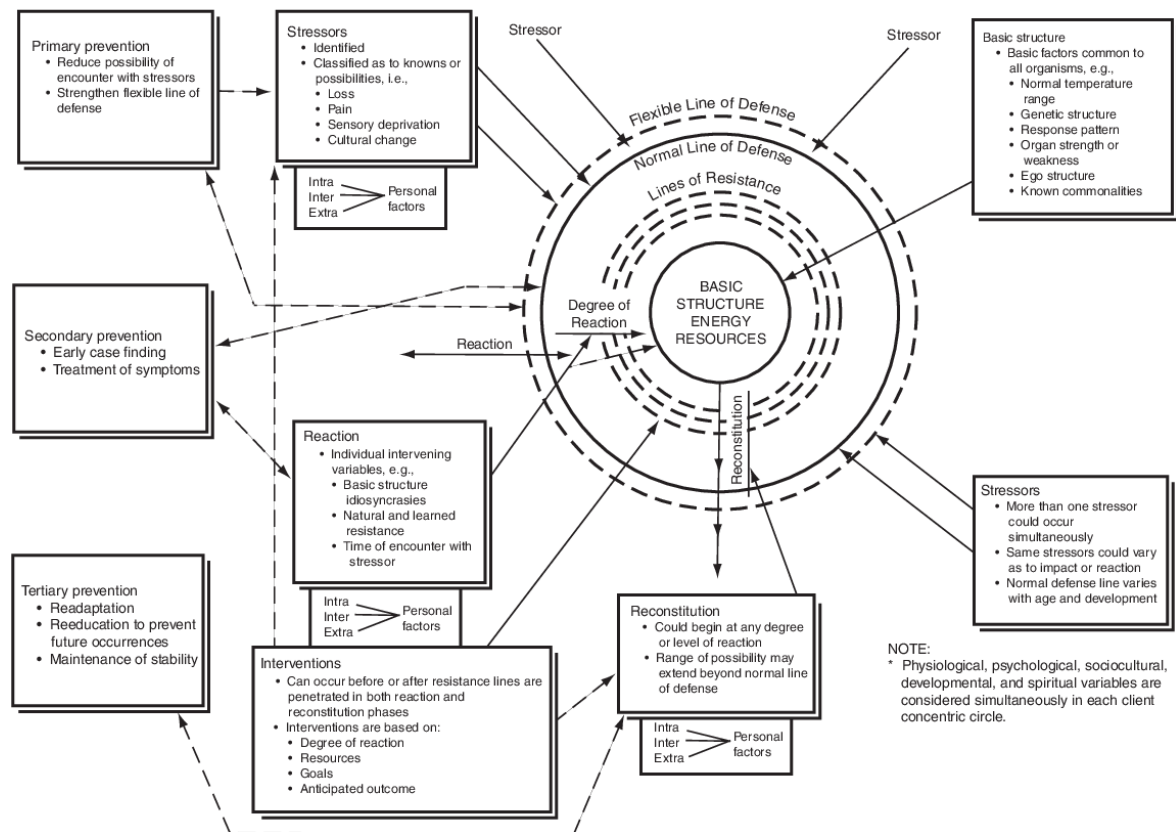 Primary prevention
• Reduce possibility of
encounter with stressors
• Strengthen flexible line of
defense
Stressors
• Identified
• Classified as to knowns or
possibilities, i.e.,
• Loss
• Pain
• Sensory deprivation
• Cultural change
Intra
Inter
Extra
Personal
factors
Stressor
Stressor
Basic structure
• Basic factors common to
all organisms, e.g.,
• Normal temperature
range
• Genetic structure
• Response pattern
• Organ strength or
weakness
• Ego structure
• Known commonalities
Flexible Line of Defense
Normal Line of Defense
Lines of Resistance
BASIC
STRUCTURE
ENERGY
RESOURCES
Degree of
Reaction
Reaction
Reconstitution
Secondary prevention
• Early case finding
• Treatment of symptoms
Reaction
• Individual intervening
variables, e.g.,
• Basic structure
idiosyncrasies
• Natural and learned
resistance
• Time of encounter with
stressor
Intra
Inter
Extra
Personal
factors
Stressors
• More than one stressor
could occur
simultaneously
• Same stressors could vary
as to impact or reaction
• Normal defense line varies
with age and development
Tertiary prevention
• Readaptation
• Reeducation to prevent
future occurrences
• Maintenance of stability
Interventions
• Can occur before or after resistance lines are
penetrated in both reaction and
reconstitution phases
• Interventions are based on:
• Degree of reaction
• Resources
• Goals
• Anticipated outcome
Reconstitution
• Could begin at any degree
or level of reaction
• Range of possibility may
extend beyond normal line
of defense
Intra
Inter
Extra
Personal
factors
NOTE:
* Physiological, psychological, sociocultural,
developmental, and spiritual variables are
considered simultaneously in each client
concentric circle.